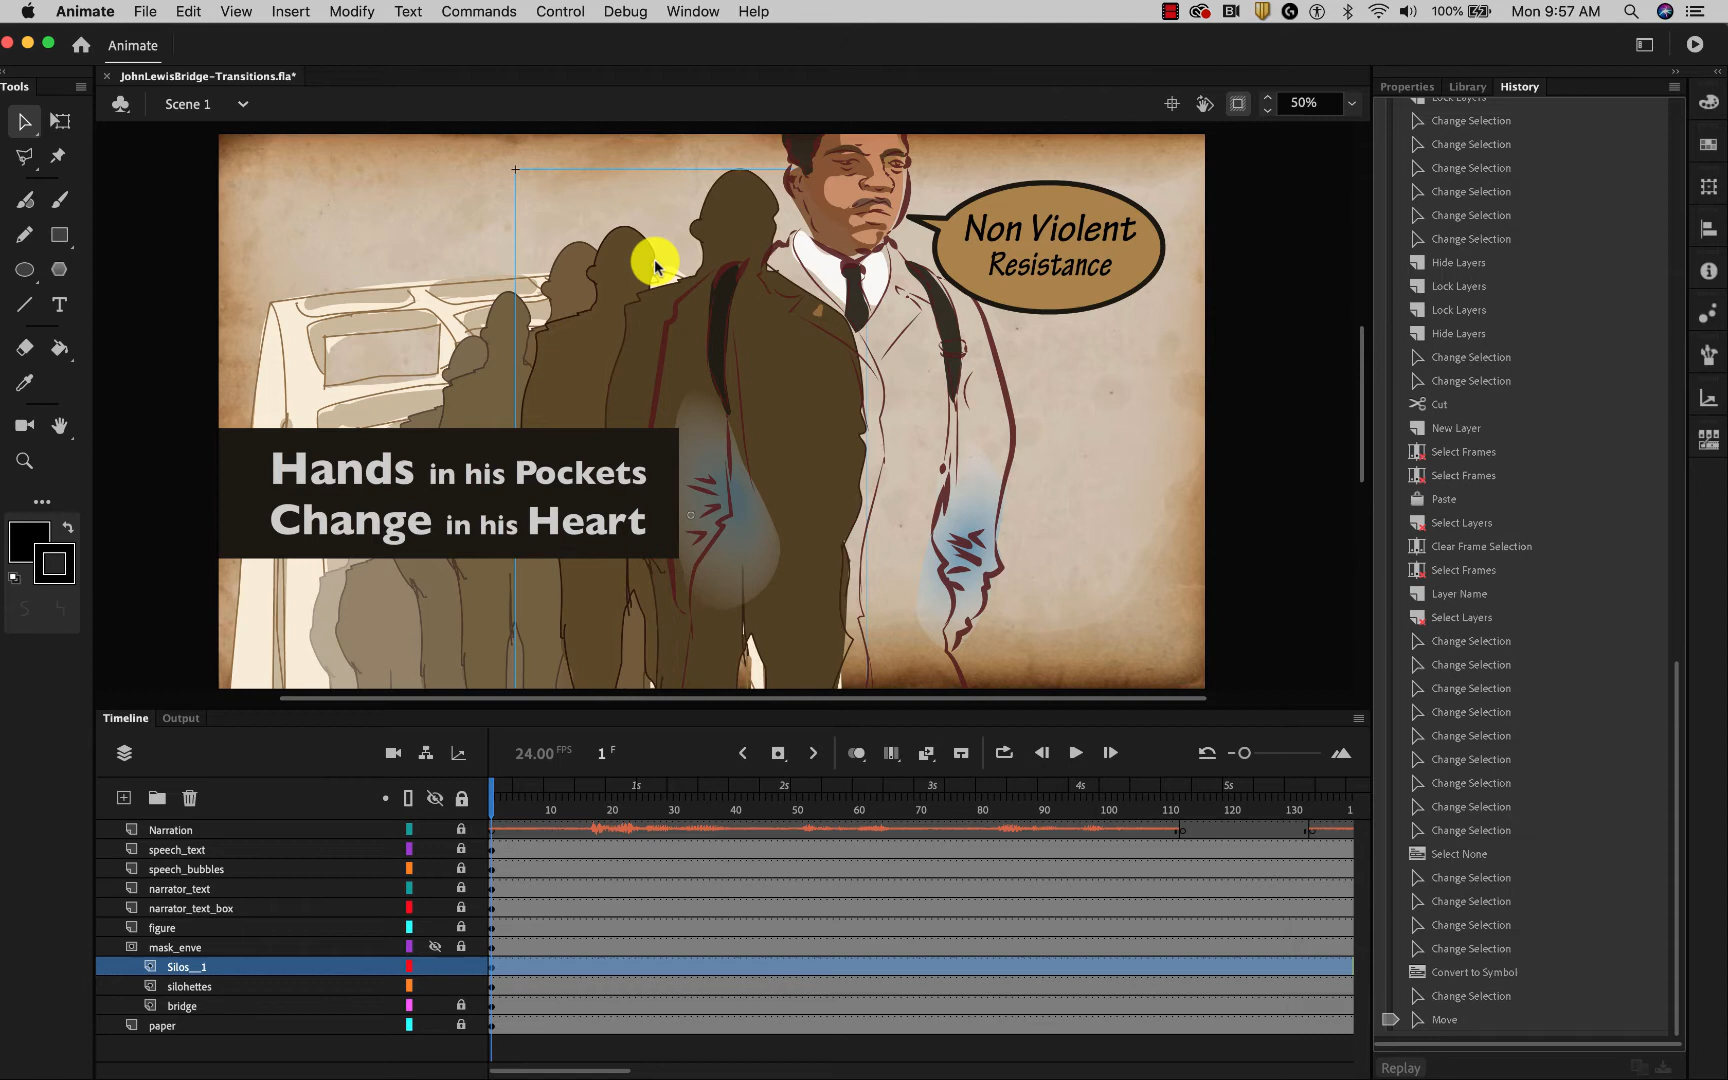 Animate File Edit View Insert Modify Commands Control Debug Window Help 100% Mon 9:57 AM
Animate
JohnLewisBridge-Transitions.fla*
Scene 1
50%
Tools
Non Violent
Resistance
Hands in his Pockets
Change in his Heart
Properties Library History
Lock Layers
Change Selection
Change Selection
Change Selection
Change Selection
Change Selection
Change Selection
Hide Layers
Lock Layers
Lock Layers
Hide Layers
Change Selection
Change Selection
Cut
New Layer
Select Frames
Select Frames
Paste
Select Layers
Clear Frame Selection
Select Frames
Layer Name
Select Layers
Change Selection
Change Selection
Change Selection
Change Selection
Change Selection
Change Selection
Change Selection
Change Selection
Change Selection
Select None
Change Selection
Change Selection
Change Selection
Change Selection
Convert to Symbol
Change Selection
Move
Replay
Timeline Output
24.00 FPS 1 F
1s 2s 3s 4s 5s
10 20 30 40 50 60 70 80 90 100 110 120 130 1
Narration
speech_text
speech_bubbles
narrator_text
narrator_text_box
figure
mask_enve
Silos__1
silohettes
bridge
paper